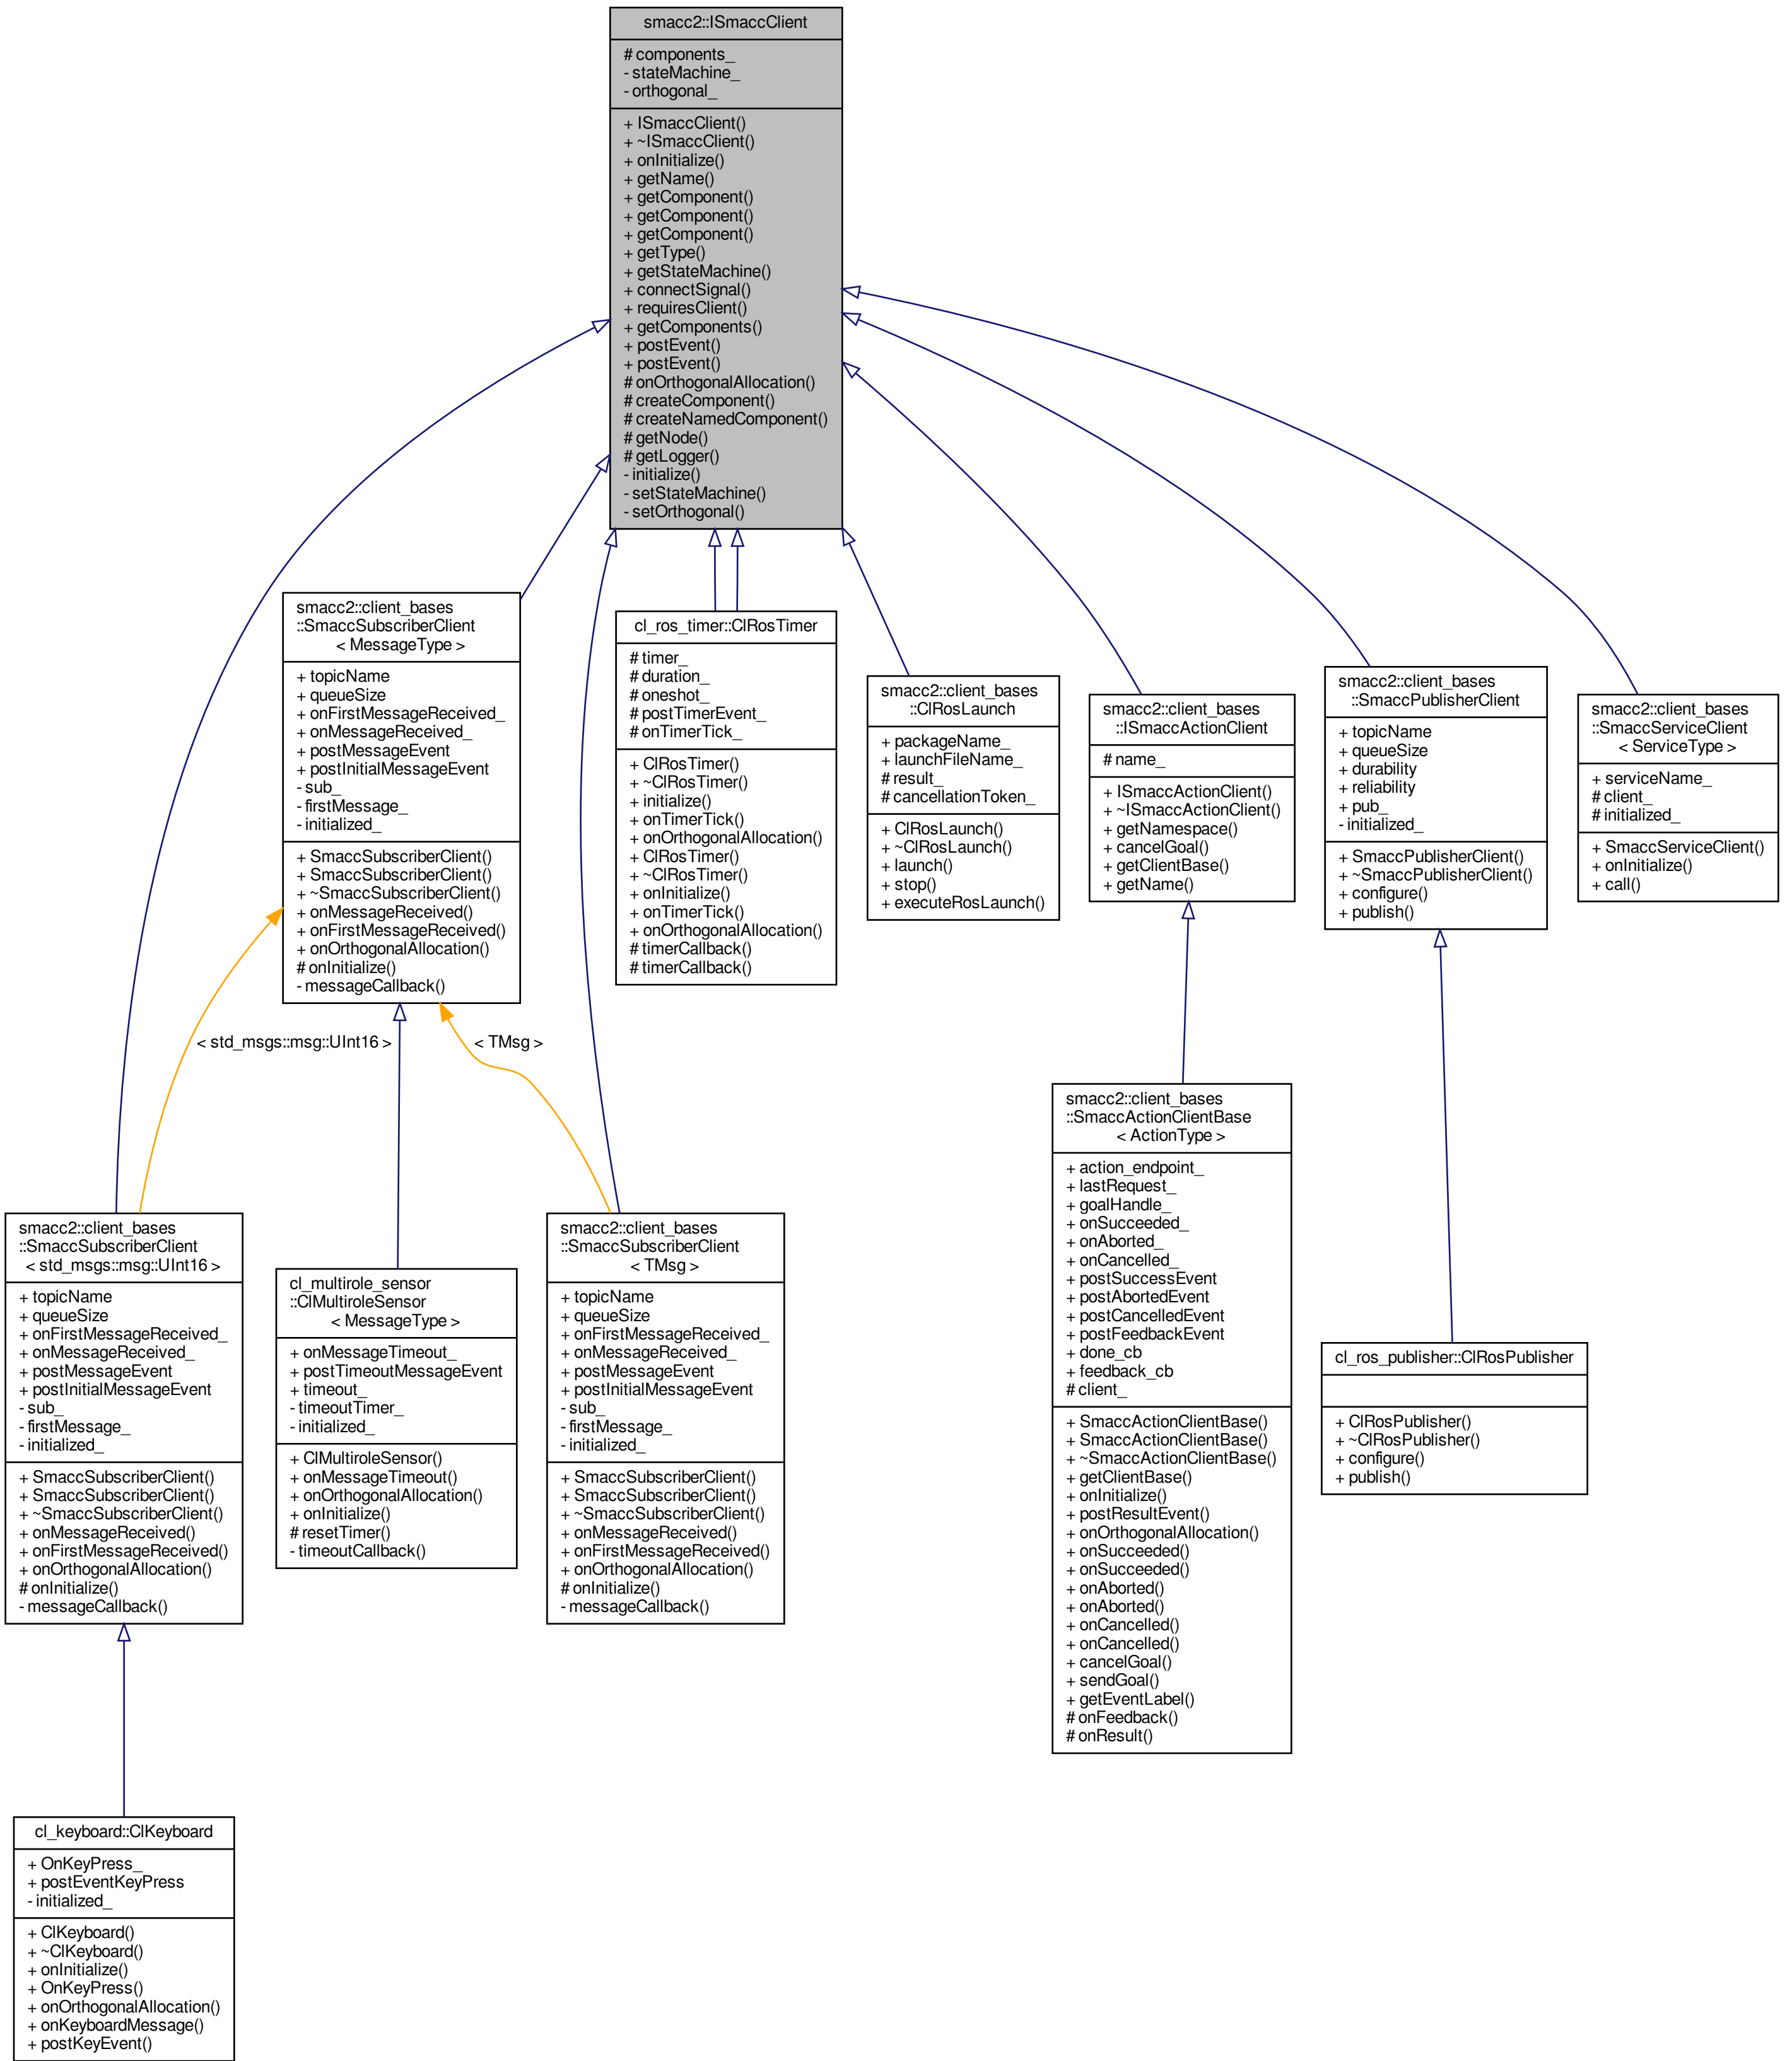 smacc2::ISmaccClient
# components_
- stateMachine_
- orthogonal_
+ ISmaccClient()
+ ~ISmaccClient()
+ onInitialize()
+ getName()
+ getComponent()
+ getComponent()
+ getComponent()
+ getType()
+ getStateMachine()
+ connectSignal()
+ requiresClient()
+ getComponents()
+ postEvent()
+ postEvent()
# onOrthogonalAllocation()
# createComponent()
# createNamedComponent()
# getNode()
# getLogger()
- initialize()
- setStateMachine()
- setOrthogonal()
smacc2::client_bases
::SmaccSubscriberClient
< MessageType >
+ topicName
+ queueSize
+ onFirstMessageReceived_
+ onMessageReceived_
+ postMessageEvent
+ postInitialMessageEvent
- sub_
- firstMessage_
- initialized_
+ SmaccSubscriberClient()
+ SmaccSubscriberClient()
+ ~SmaccSubscriberClient()
+ onMessageReceived()
+ onFirstMessageReceived()
+ onOrthogonalAllocation()
# onInitialize()
- messageCallback()
cl_ros_timer::ClRosTimer
# timer_
# duration_
# oneshot_
# postTimerEvent_
# onTimerTick_
+ ClRosTimer()
+ ~ClRosTimer()
+ initialize()
+ onTimerTick()
+ onOrthogonalAllocation()
+ ClRosTimer()
+ ~ClRosTimer()
+ onInitialize()
+ onTimerTick()
+ onOrthogonalAllocation()
# timerCallback()
# timerCallback()
smacc2::client_bases
::ClRosLaunch
+ packageName_
+ launchFileName_
# result_
# cancellationToken_
+ ClRosLaunch()
+ ~ClRosLaunch()
+ launch()
+ stop()
+ executeRosLaunch()
smacc2::client_bases
::ISmaccActionClient
# name_
+ ISmaccActionClient()
+ ~ISmaccActionClient()
+ getNamespace()
+ cancelGoal()
+ getClientBase()
+ getName()
smacc2::client_bases
::SmaccPublisherClient
+ topicName
+ queueSize
+ durability
+ reliability
+ pub_
- initialized_
+ SmaccPublisherClient()
+ ~SmaccPublisherClient()
+ configure()
+ publish()
smacc2::client_bases
::SmaccServiceClient
< ServiceType >
+ serviceName_
# client_
# initialized_
+ SmaccServiceClient()
+ onInitialize()
+ call()
< std_msgs::msg::UInt16 >
< TMsg >
smacc2::client_bases
::SmaccSubscriberClient
< std_msgs::msg::UInt16 >
+ topicName
+ queueSize
+ onFirstMessageReceived_
+ onMessageReceived_
+ postMessageEvent
+ postInitialMessageEvent
- sub_
- firstMessage_
- initialized_
+ SmaccSubscriberClient()
+ SmaccSubscriberClient()
+ ~SmaccSubscriberClient()
+ onMessageReceived()
+ onFirstMessageReceived()
+ onOrthogonalAllocation()
# onInitialize()
- messageCallback()
cl_multirole_sensor
::ClMultiroleSensor
< MessageType >
+ onMessageTimeout_
+ postTimeoutMessageEvent
+ timeout_
- timeoutTimer_
- initialized_
+ ClMultiroleSensor()
+ onMessageTimeout()
+ onOrthogonalAllocation()
+ onInitialize()
# resetTimer()
- timeoutCallback()
smacc2::client_bases
::SmaccSubscriberClient
< TMsg >
+ topicName
+ queueSize
+ onFirstMessageReceived_
+ onMessageReceived_
+ postMessageEvent
+ postInitialMessageEvent
- sub_
- firstMessage_
- initialized_
+ SmaccSubscriberClient()
+ SmaccSubscriberClient()
+ ~SmaccSubscriberClient()
+ onMessageReceived()
+ onFirstMessageReceived()
+ onOrthogonalAllocation()
# onInitialize()
- messageCallback()
smacc2::client_bases
::SmaccActionClientBase
< ActionType >
+ action_endpoint_
+ lastRequest_
+ goalHandle_
+ onSucceeded_
+ onAborted_
+ onCancelled_
+ postSuccessEvent
+ postAbortedEvent
+ postCancelledEvent
+ postFeedbackEvent
+ done_cb
+ feedback_cb
# client_
+ SmaccActionClientBase()
+ SmaccActionClientBase()
+ ~SmaccActionClientBase()
+ getClientBase()
+ onInitialize()
+ postResultEvent()
+ onOrthogonalAllocation()
+ onSucceeded()
+ onSucceeded()
+ onAborted()
+ onAborted()
+ onCancelled()
+ onCancelled()
+ cancelGoal()
+ sendGoal()
+ getEventLabel()
# onFeedback()
# onResult()
cl_ros_publisher::ClRosPublisher
+ ClRosPublisher()
+ ~ClRosPublisher()
+ configure()
+ publish()
cl_keyboard::ClKeyboard
+ OnKeyPress_
+ postEventKeyPress
- initialized_
+ ClKeyboard()
+ ~ClKeyboard()
+ onInitialize()
+ OnKeyPress()
+ onOrthogonalAllocation()
+ onKeyboardMessage()
+ postKeyEvent()